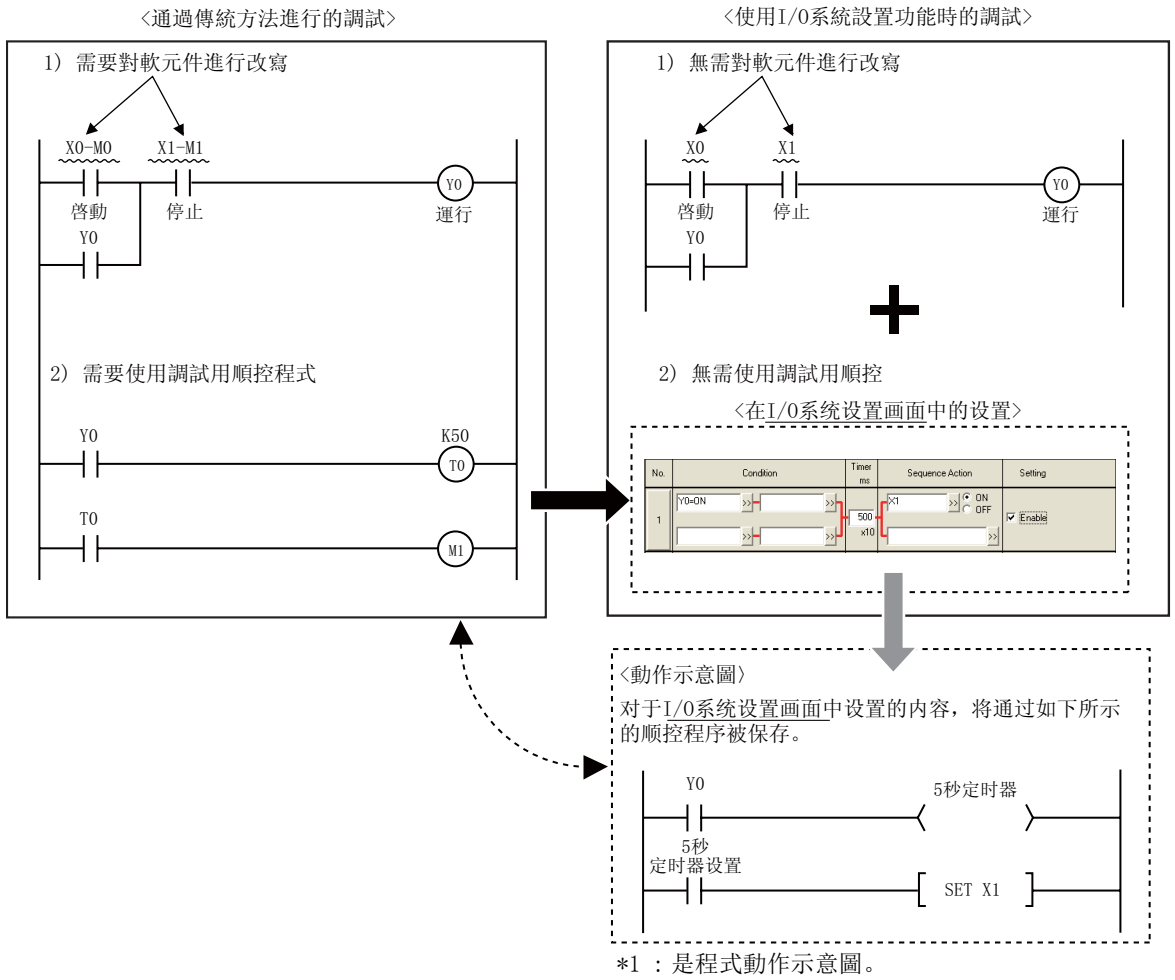 〈通過傳統方法進行的調試〉
1) 需要對軟元件進行改寫
X0-M0 X1-M1
Y0
啓動 停止 運行
Y0
2) 需要使用調試用順控程式
Y0 K50
T0
T0
M1
〈使用I/O系統設置功能時的調試〉
1) 無需對軟元件進行改寫
X0 X1
Y0
啓動 停止 運行
Y0
2) 無需使用調試用順控
〈在I/O系统设置画面中的设置〉
No. Condition Timer ms Sequence Action Setting
Y0=ON >> >> X1 >> ON
OFF
1 500 Enable
>> >> x10 >>
〈動作示意圖〉
对于I/O系统设置画面中设置的内容，将通过如下所示
的顺控程序被保存。
Y0 5秒定时器
5秒
定时器设置
SET X1
*1 : 是程式動作示意圖。